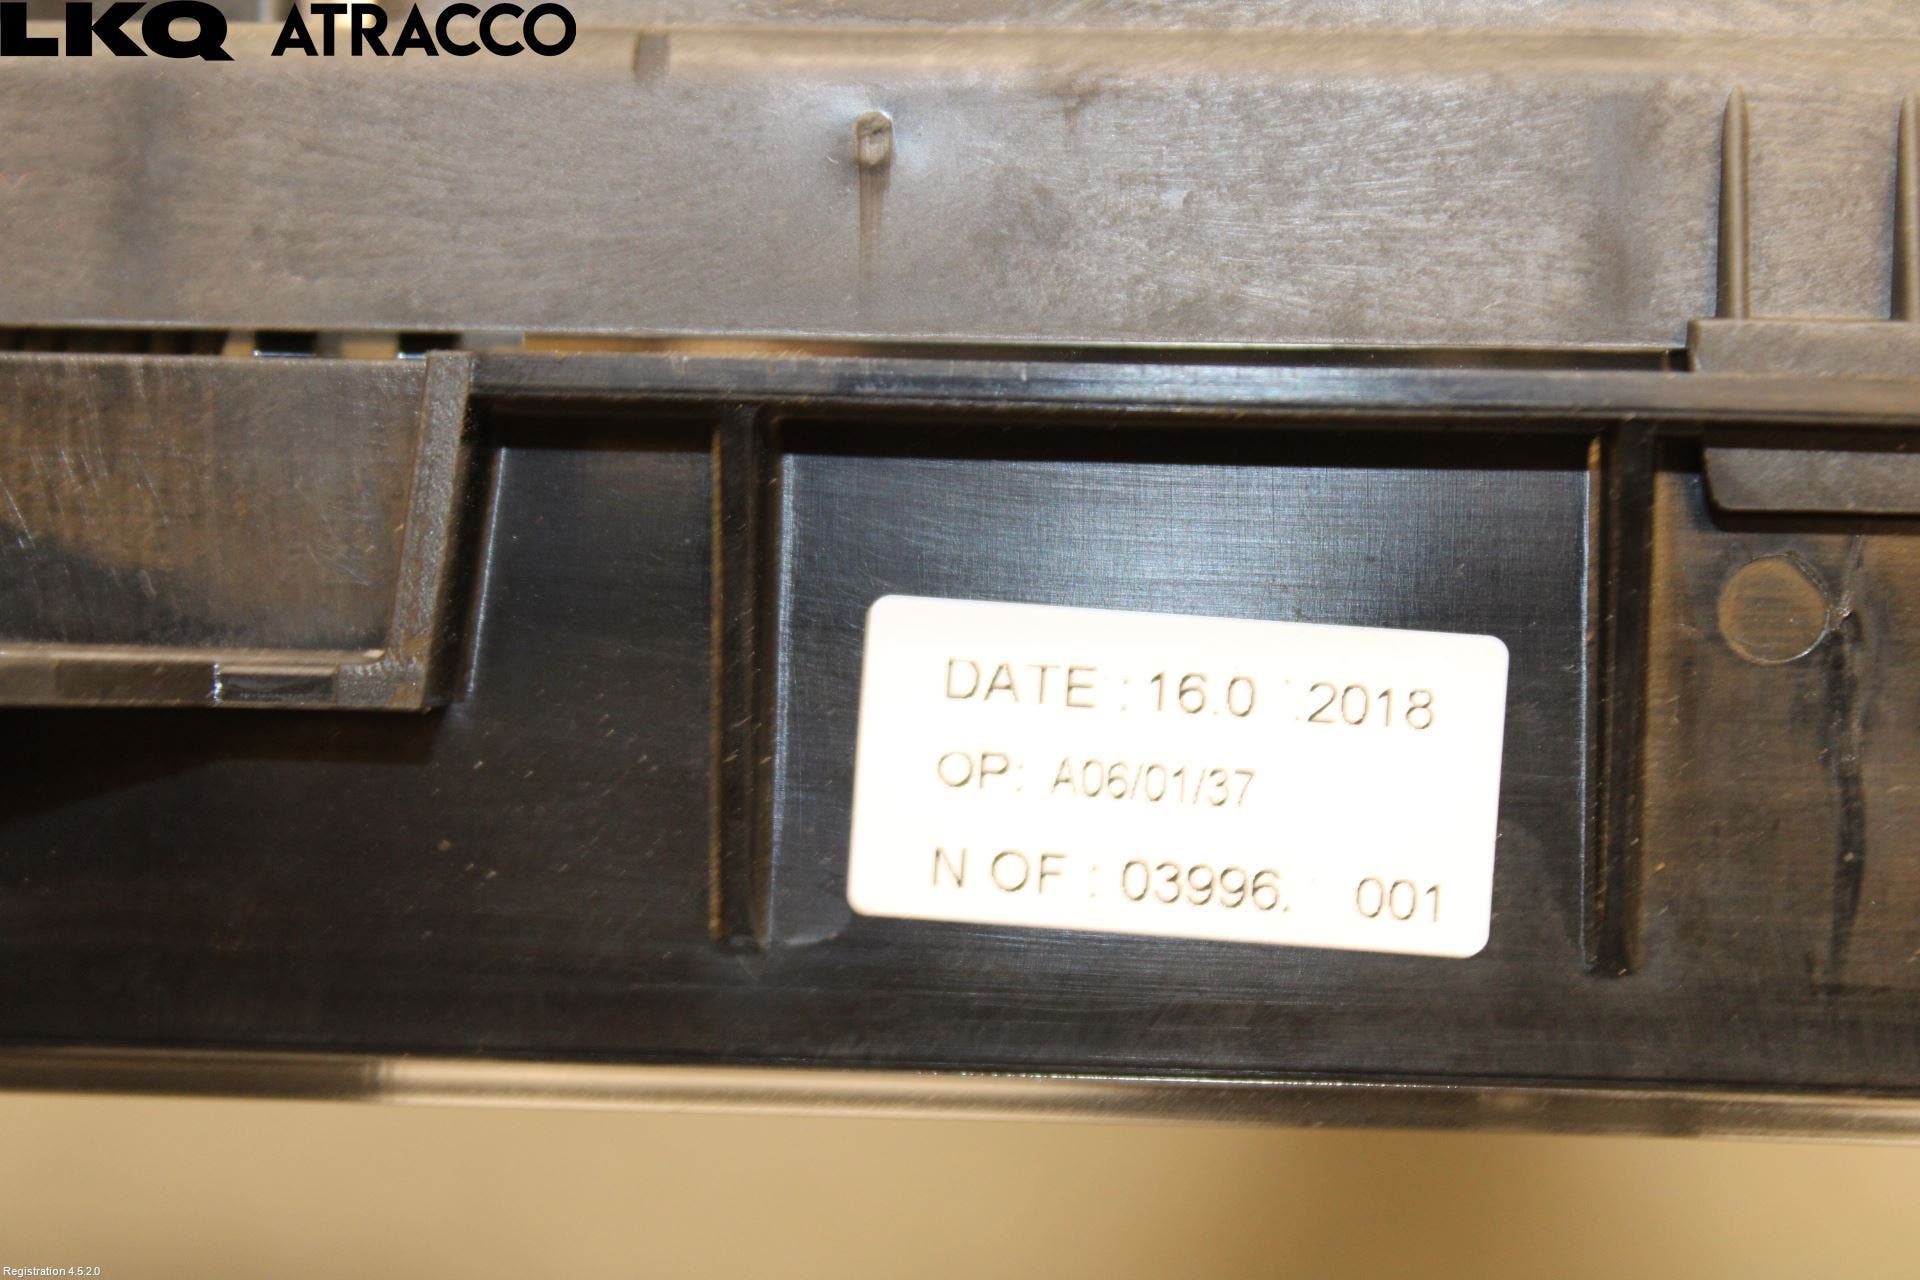 LKQ ATRACCO
DATE : 16.0 .2018
OP: A06/01/37
N OF : 03996. 001
Registration 4.5.2.0